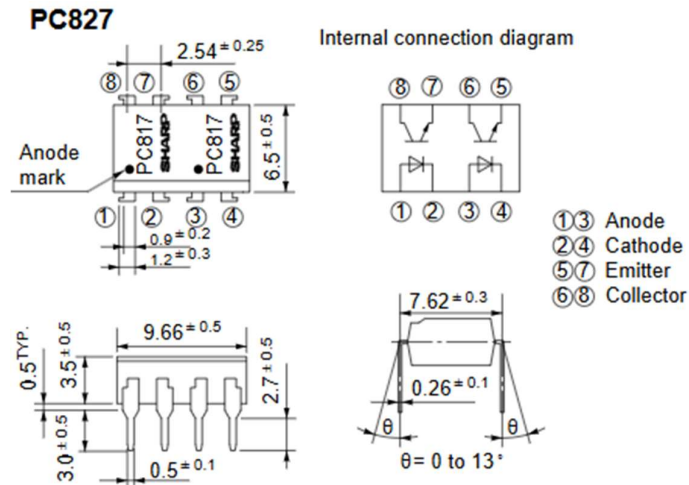 PC827
Internal connection diagram
2.54 ± 0.25
⑧ ⑦ ⑥ ⑤
PC817
SHARP
PC817
SHARP
6.5 ± 0.5
Anode
mark
① ② ③ ④
0.9 ± 0.2
1.2 ± 0.3
⑧ ⑦ ⑥ ⑤
① ② ③ ④
①③ Anode
②④ Cathode
⑤⑦ Emitter
⑥⑧ Collector
9.66 ± 0.5
0.5 TYP.
3.5 ± 0.5
3.0 ± 0.5
2.7 ± 0.5
0.5 ± 0.1
7.62 ± 0.3
0.26 ± 0.1
θ θ
θ = 0 to 13 °